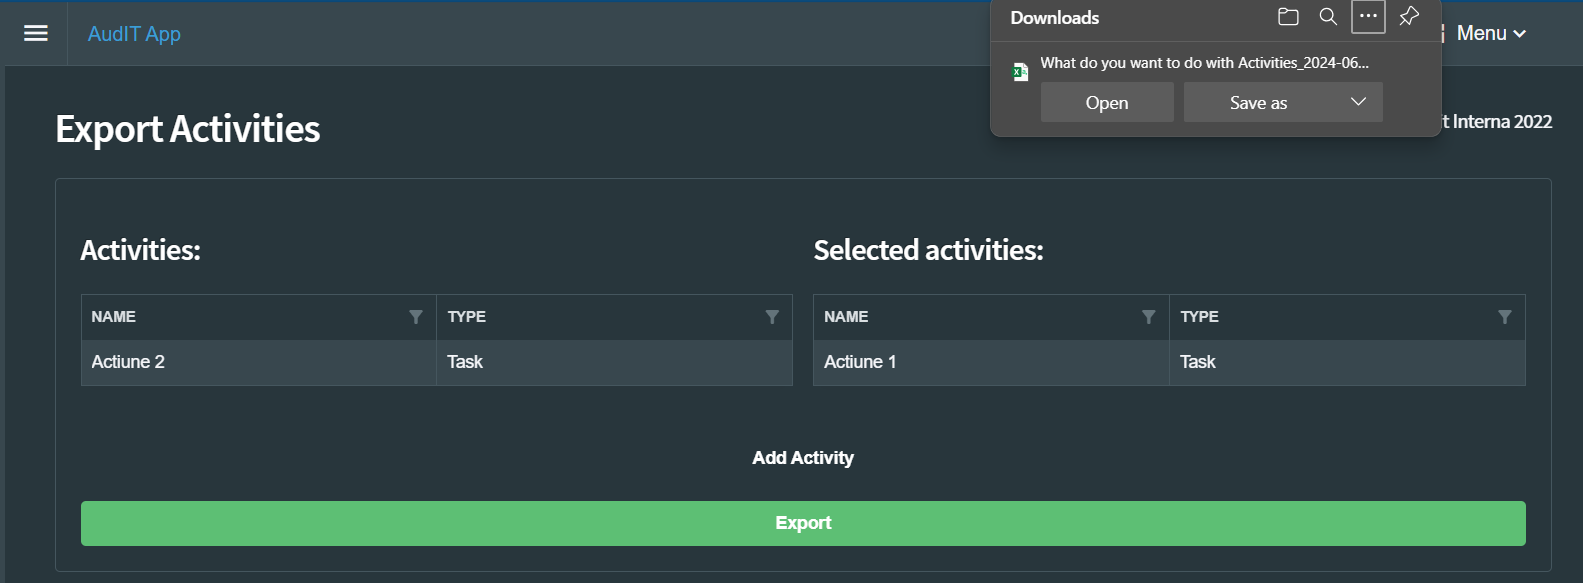 AudIT App
Downloads
Menu
What do you want to do with Activities_2024-06...
Open
Save as
Export Activities
t Interna 2022
Activities:
Selected activities:
NAME
TYPE
NAME
TYPE
Actiune 2
Task
Actiune 1
Task
Add Activity
Export